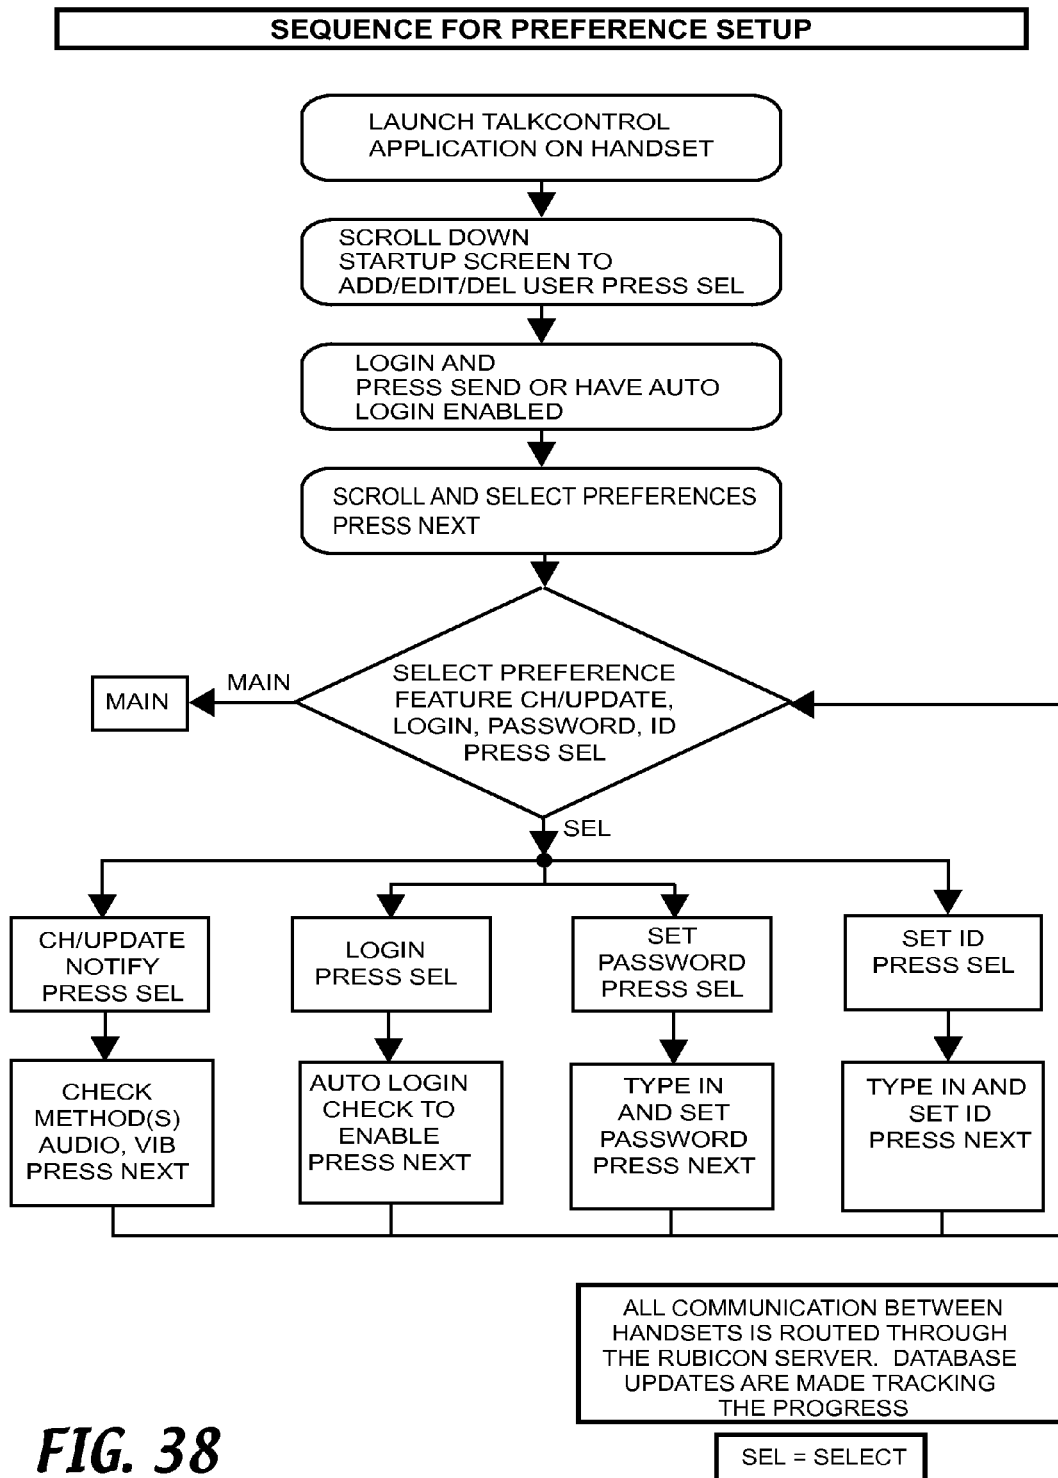 SEQUENCE FOR PREFERENCE SETUP
LAUNCH TALKCONTROL
APPLICATION ON HANDSET
SCROLL DOWN
STARTUP SCREEN TO
ADD/EDIT/DEL USER PRESS SEL
LOGIN AND
PRESS SEND OR HAVE AUTO
LOGIN ENABLED
SCROLL AND SELECT PREFERENCES
PRESS NEXT
SELECT PREFERENCE
FEATURE CH/UPDATE,
LOGIN, PASSWORD, ID
PRESS SEL
MAIN
MAIN
SEL
CH/UPDATE
NOTIFY
PRESS SEL
LOGIN
PRESS SEL
SET
PASSWORD
PRESS SEL
SET ID
PRESS SEL
CHECK
METHOD(S)
AUDIO, VIB
PRESS NEXT
AUTO LOGIN
CHECK TO
ENABLE
PRESS NEXT
TYPE IN
AND SET
PASSWORD
PRESS NEXT
TYPE IN AND
SET ID
PRESS NEXT
ALL COMMUNICATION BETWEEN
HANDSETS IS ROUTED THROUGH
THE RUBICON SERVER. DATABASE
UPDATES ARE MADE TRACKING
THE PROGRESS
SEL = SELECT
FIG. 38